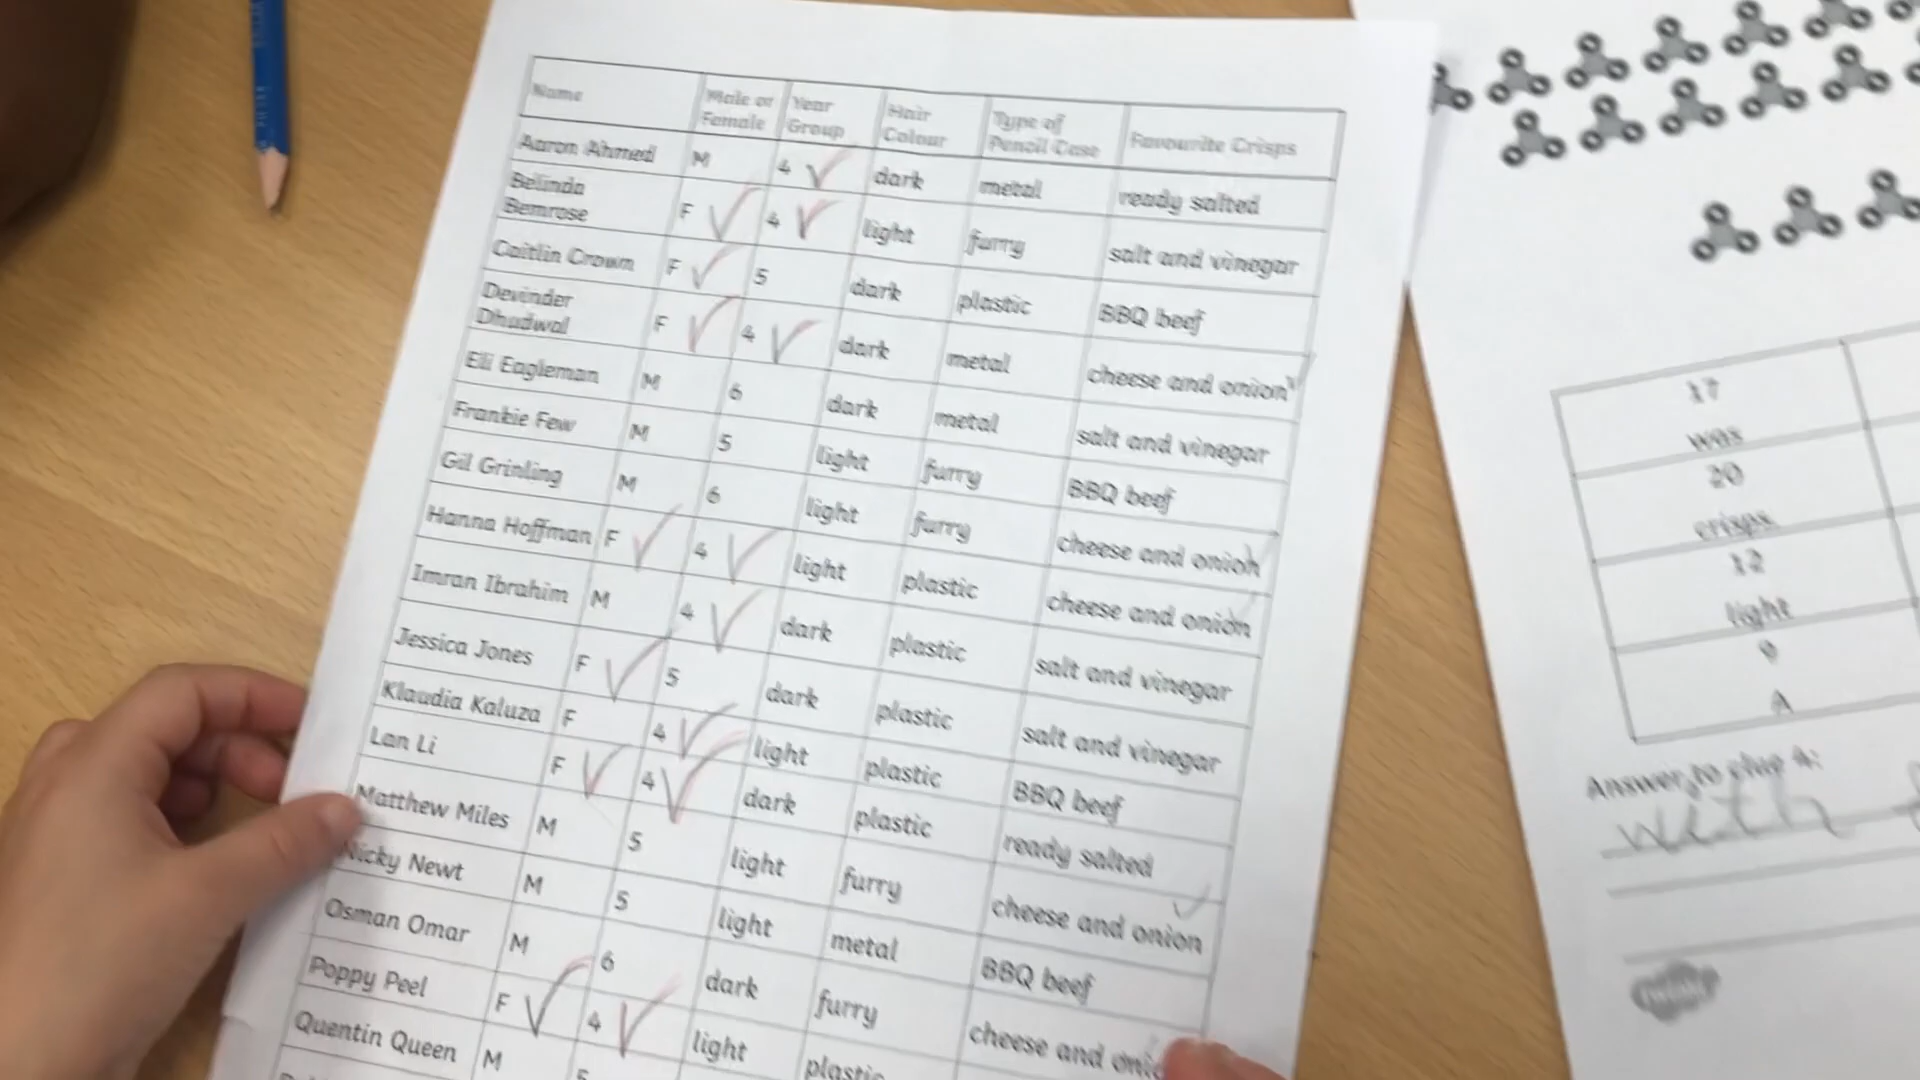 Name Male or Female Year Group Hair Colour Type of Pencil Case Favourite Crisps
Aaron Ahmed M 4 dark metal ready salted
Belinda Bemrose F 4 light furry salt and vinegar
Caitlin Crown F 5 dark plastic BBQ beef
Devinder Dhudwal F 4 dark metal cheese and onion
Eli Eagleman M 6 dark metal salt and vinegar
Frankie Few M 5 light furry BBQ beef
Gil Grinling M 6 light furry cheese and onion
Hanna Hoffman F 4 light plastic cheese and onion
Imran Ibrahim M 4 dark plastic salt and vinegar
Jessica Jones F 5 dark plastic salt and vinegar
Klaudia Kaluza F 4 light plastic BBQ beef
Lan Li F 4 dark plastic ready salted
Matthew Miles M 5 light furry cheese and onion
Nicky Newt M 5 light metal BBQ beef
Osman Omar M 6 dark furry cheese and
Poppy Peel F 4 light plastic
Quentin Queen M 5
17
was
20
crisps
12
light
9
A
Answer to clue 4:
with